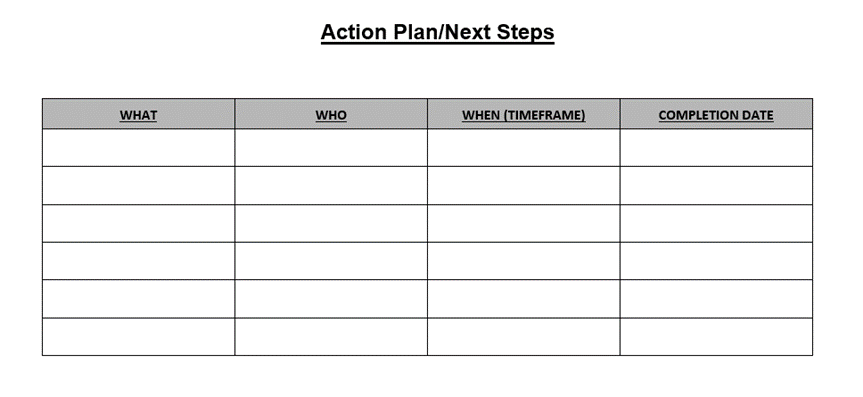 Action Plan/Next Steps
WHAT WHO WHEN (TIMEFRAME) COMPLETION DATE